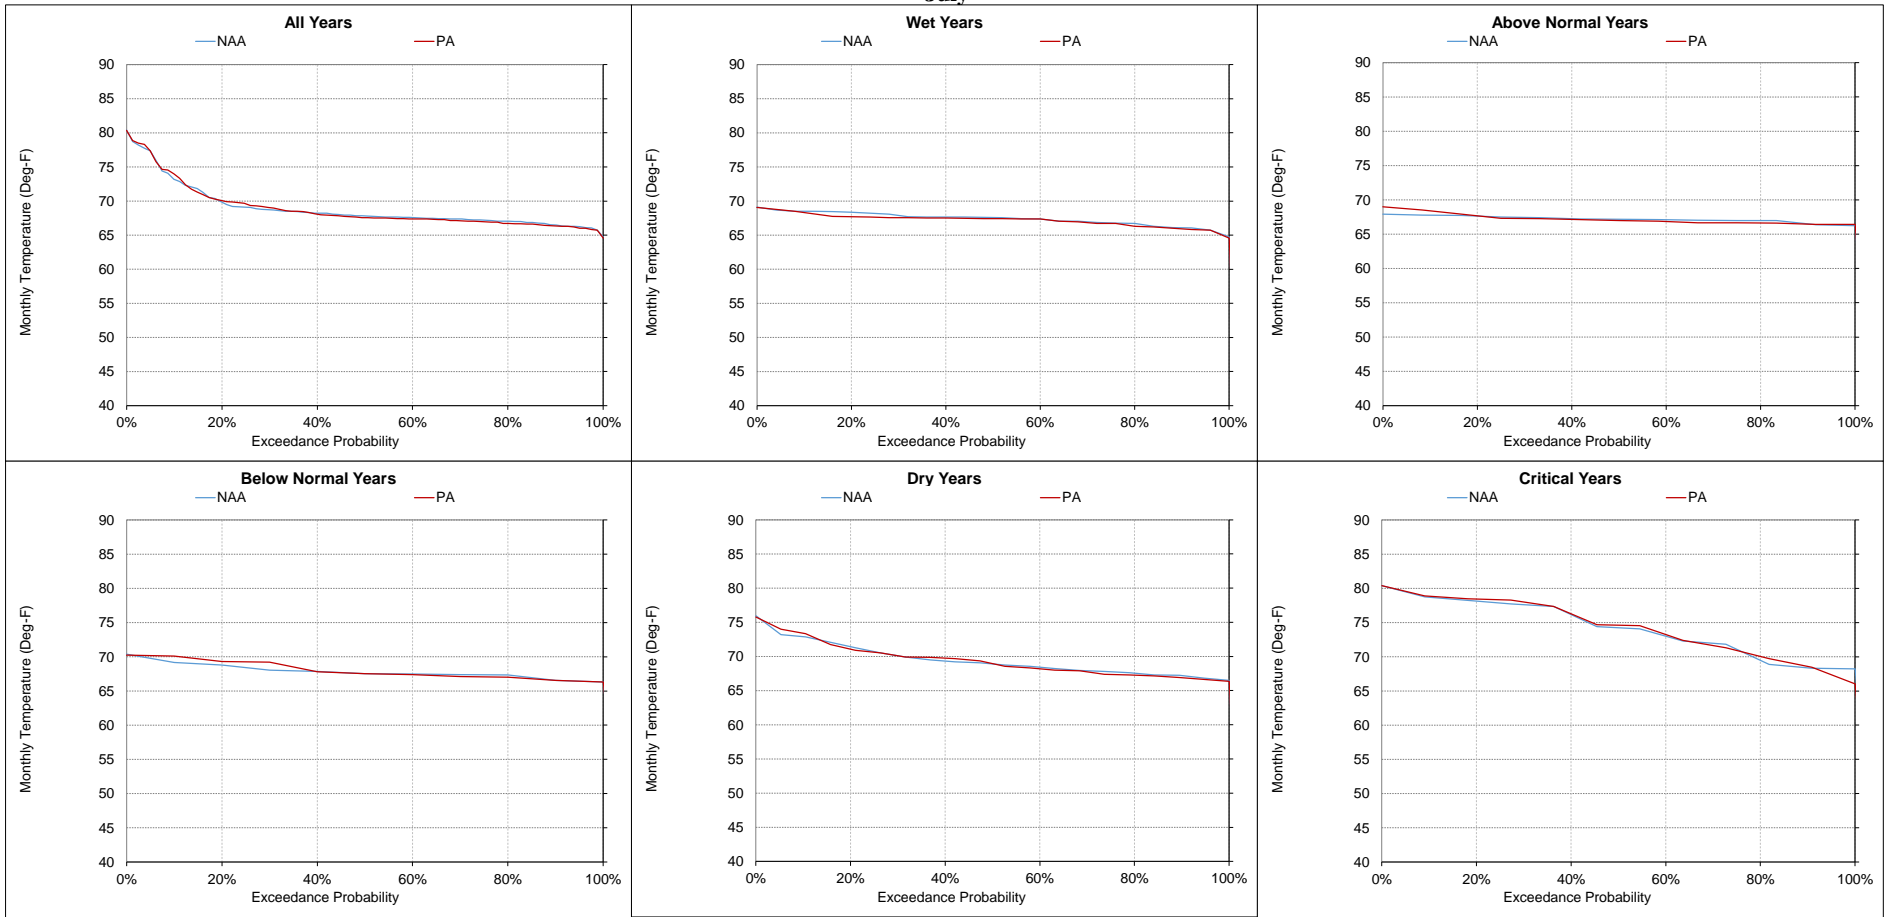 All Years
NAA PA
90
85
80
75
70
65
60
55
50
45
40
Monthly Temperature (Deg-F)
0% 20% 40% 60% 80% 100%
Exceedance Probability
Wet Years
NAA PA
90
85
80
75
70
65
60
55
50
45
40
Monthly Temperature (Deg-F)
0% 20% 40% 60% 80% 100%
Exceedance Probability
Above Normal Years
NAA PA
90
85
80
75
70
65
60
55
50
45
40
Monthly Temperature (Deg-F)
0% 20% 40% 60% 80% 100%
Exceedance Probability
Below Normal Years
NAA PA
90
85
80
75
70
65
60
55
50
45
40
Monthly Temperature (Deg-F)
0% 20% 40% 60% 80% 100%
Exceedance Probability
Dry Years
NAA PA
90
85
80
75
70
65
60
55
50
45
40
Monthly Temperature (Deg-F)
0% 20% 40% 60% 80% 100%
Exceedance Probability
Critical Years
NAA PA
90
85
80
75
70
65
60
55
50
45
40
Monthly Temperature (Deg-F)
0% 20% 40% 60% 80% 100%
Exceedance Probability